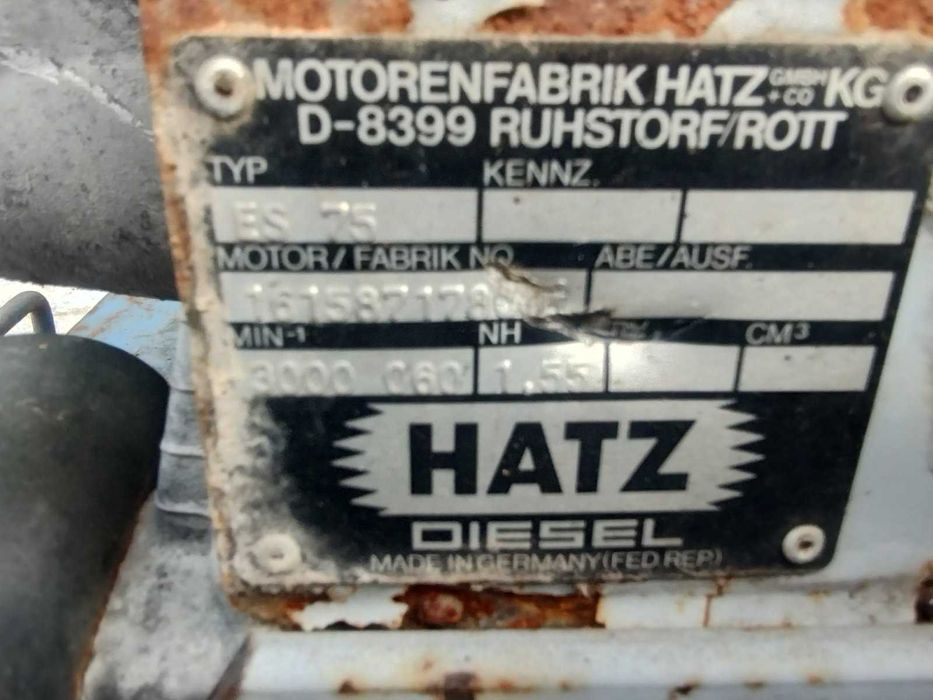 MOTORENFABRIK HATZ GMBH + CO KG
D-8399 RUHSTORF/ROTT
TYP KENNZ.
ES 75
MOTOR/FABRIK NO. ABE/AUSF.
MIN-1 NH CM³
3000 1,55
HATZ
DIESEL
MADE IN GERMANY (FED REP.)